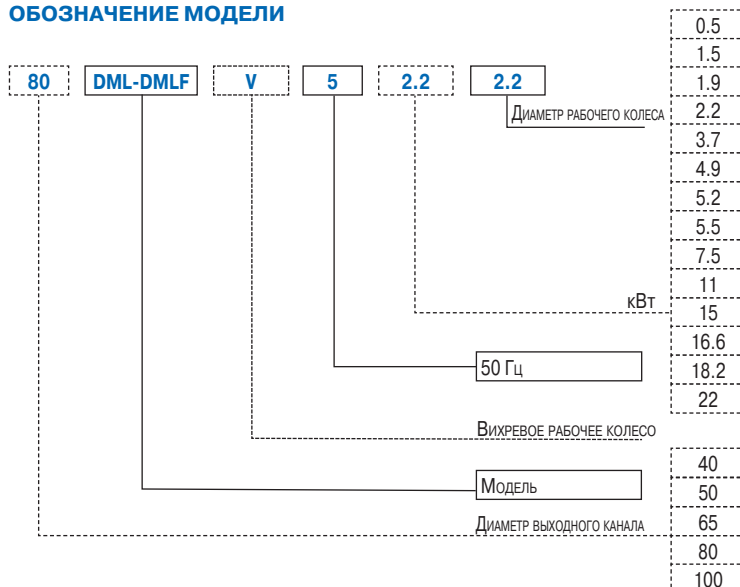 ОБОЗНАЧЕНИЕ МОДЕЛИ
80 DML-DMLF V 5 2.2 2.2
Диаметр рабочего колеса
0.5
1.5
1.9
2.2
3.7
4.9
5.2
5.5
7.5
11
15
16.6
18.2
22
кВт
50 Гц
Вихревое рабочее колесо
Модель
Диаметр выходного канала
40
50
65
80
100